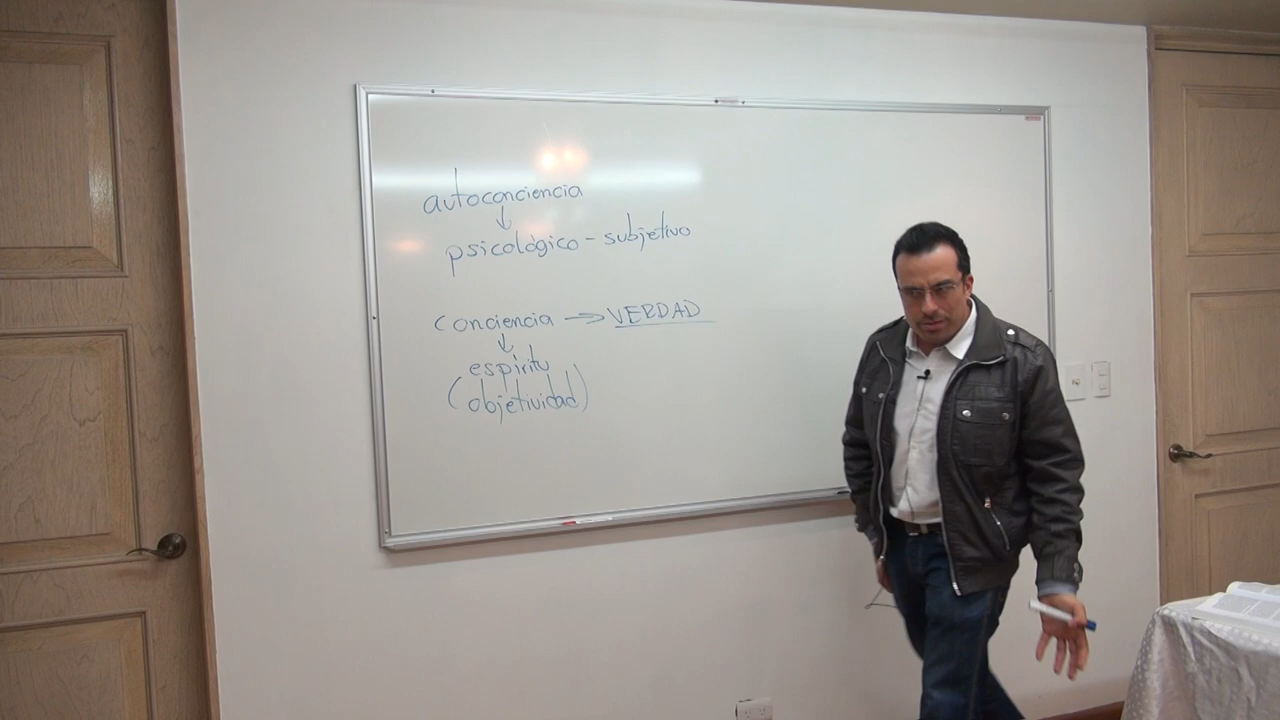 autoconciencia
↓
psicológico - subjetivo
conciencia → VERDAD
↓
espíritu
(objetividad)